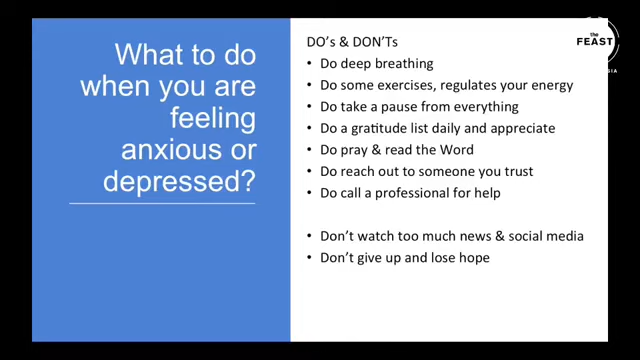 What to do
when you are
feeling
anxious or
depressed?
DO's & DON'Ts
• Do deep breathing
• Do some exercises, regulates your energy
• Do take a pause from everything
• Do a gratitude list daily and appreciate
• Do pray & read the Word
• Do reach out to someone you trust
• Do call a professional for help
• Don't watch too much news & social media
• Don't give up and lose hope
the
FEAST